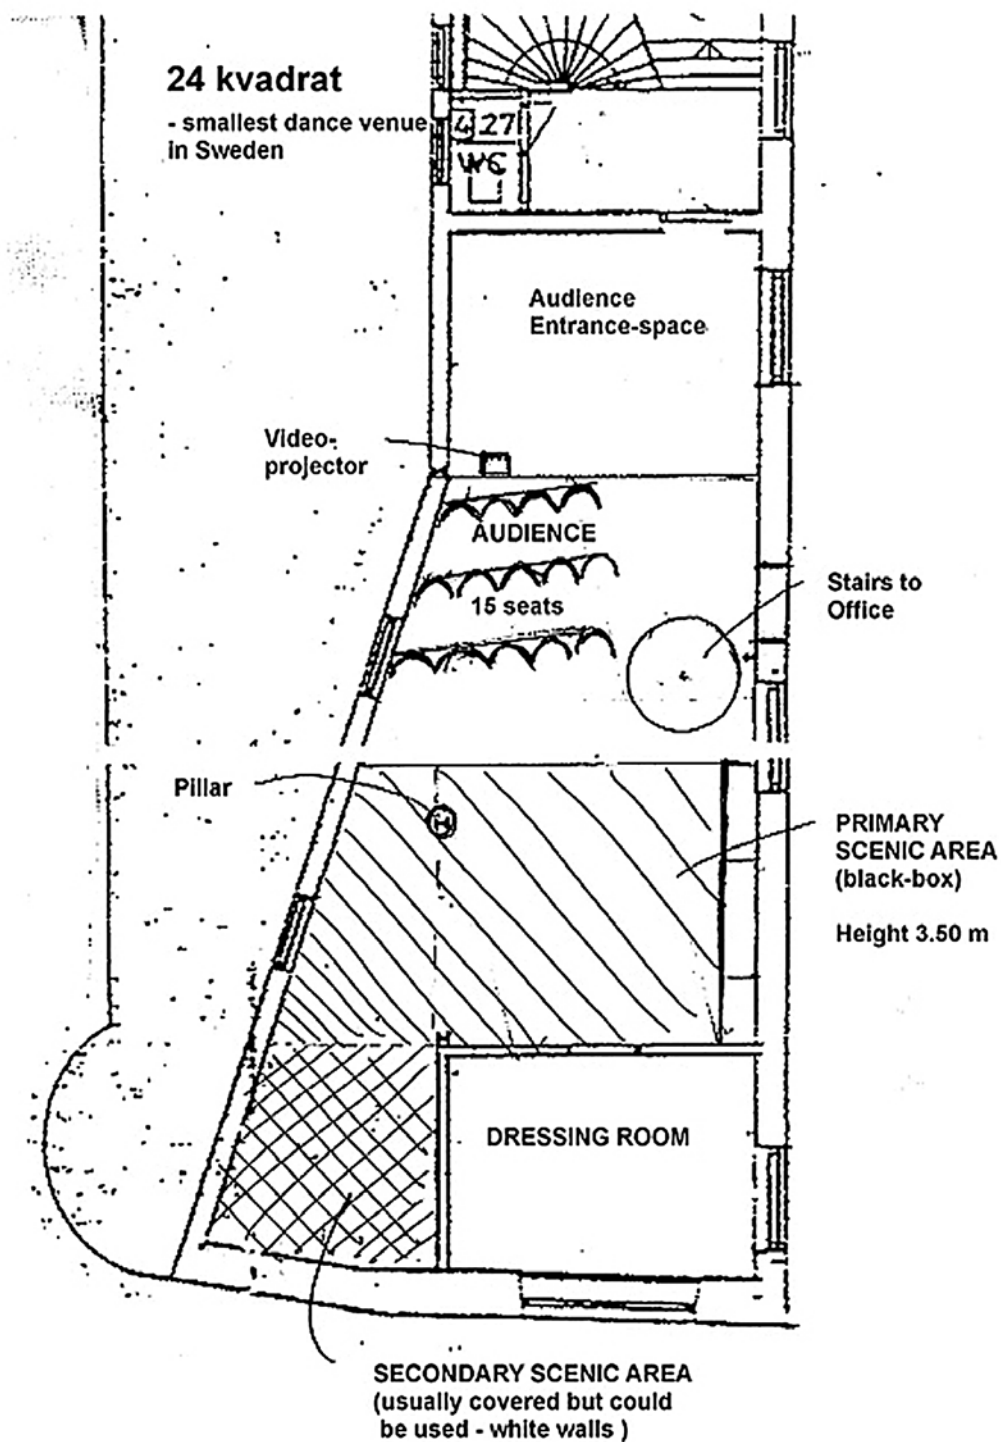 24 kvadrat
- smallest dance venue
in Sweden
4 27
WC
Audience
Entrance-space
Video-
projector
AUDIENCE
15 seats
Stairs to
Office
Pillar
PRIMARY
SCENIC AREA
(black-box)
Height 3.50 m
DRESSING ROOM
SECONDARY SCENIC AREA
(usually covered but could
be used - white walls )